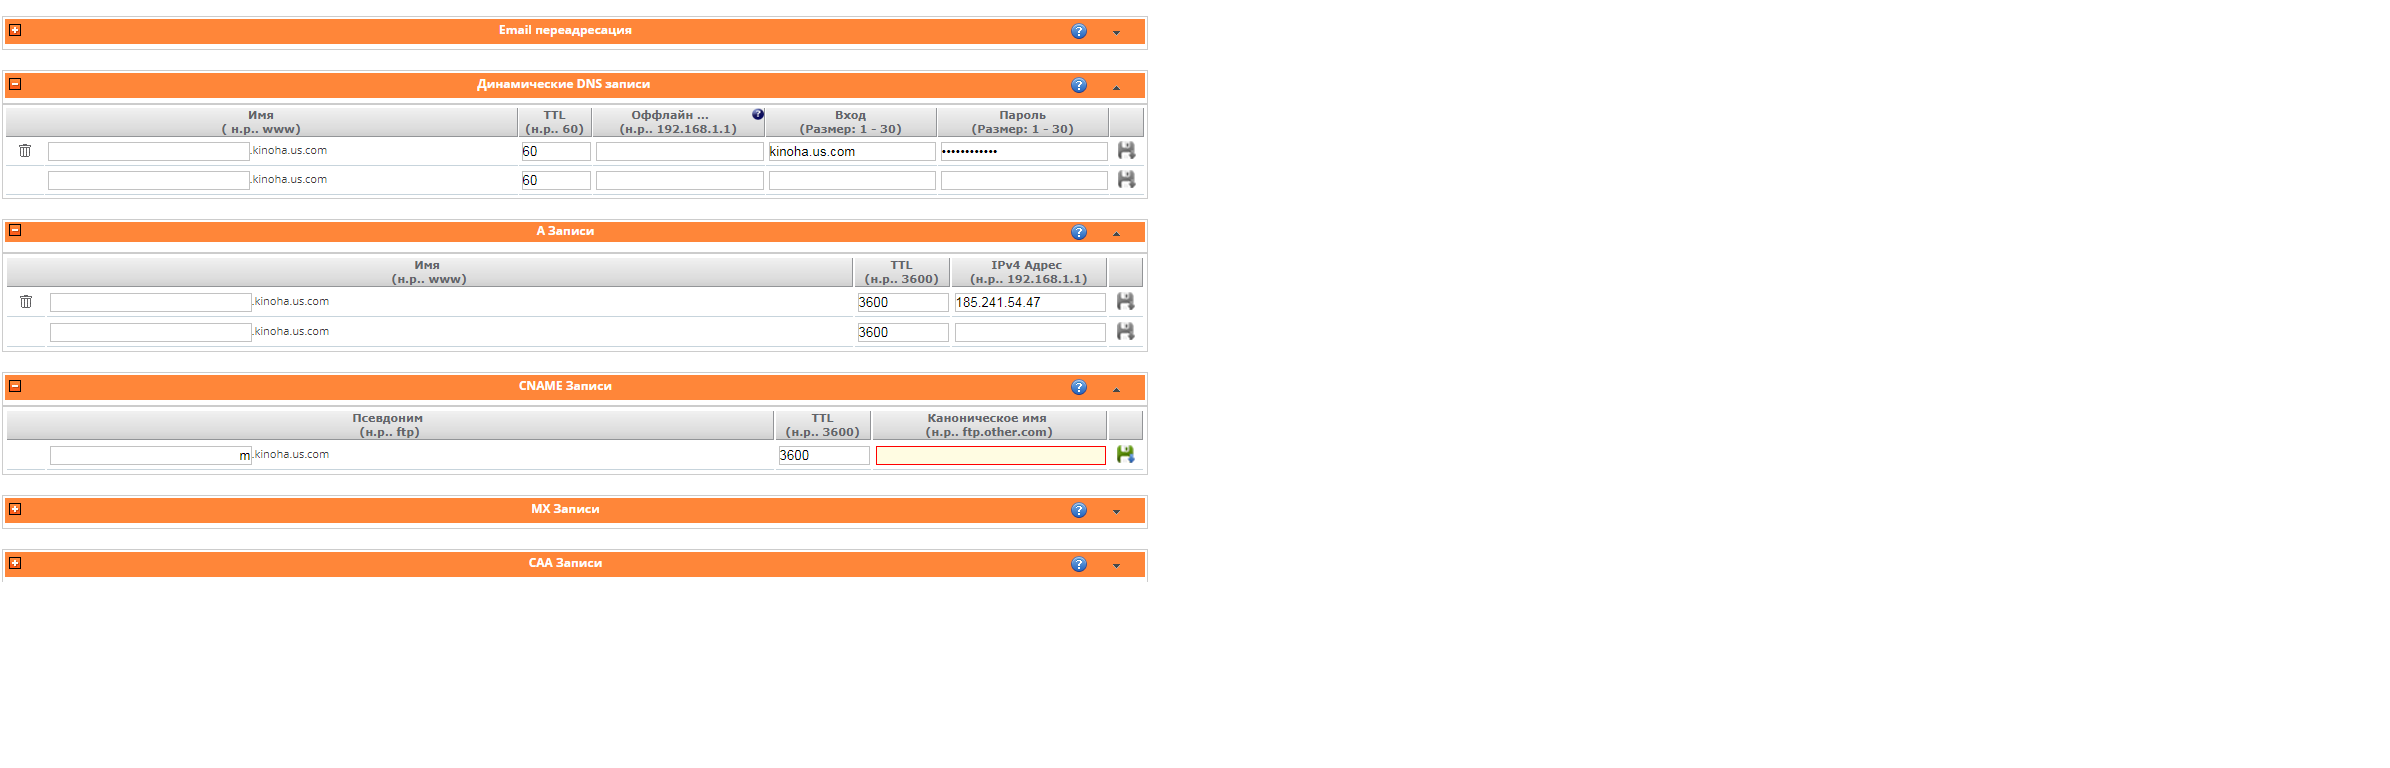 Email переадресация
Динамические DNS записи
Имя TTL Оффлайн ... Вход Пароль
( н.р.. www) (н.р.. 60) (н.р.. 192.168.1.1) (Размер: 1 - 30) (Размер: 1 - 30)
.kinoha.us.com 60 kinoha.us.com ••••••••••••
.kinoha.us.com 60
A Записи
Имя TTL IPv4 Адрес
(н.р.. www) (н.р.. 3600) (н.р.. 192.168.1.1)
.kinoha.us.com 3600 185.241.54.47
.kinoha.us.com 3600
CNAME Записи
Псевдоним TTL Каноническое имя
(н.р.. ftp) (н.р.. 3600) (н.р.. ftp.other.com)
m.kinoha.us.com 3600
MX Записи
CAA Записи